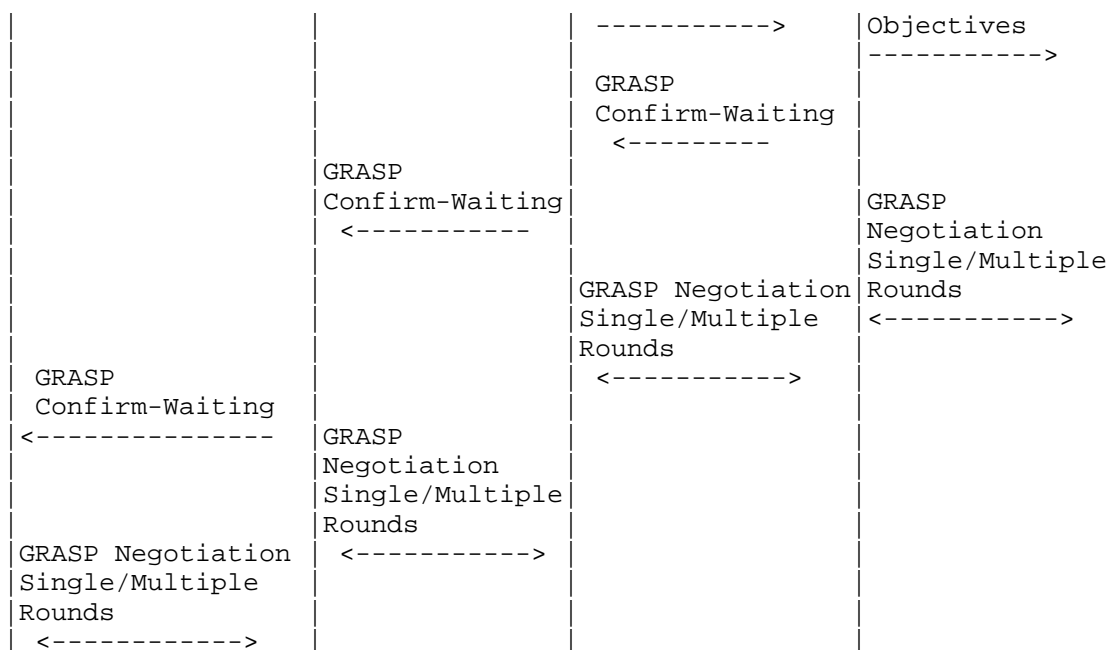 |                  |                | -----------> |Objectives
|                  |                |                 |----------->
|                  |                | GRASP           |
|                  |                | Confirm-Waiting |
|                  |                |  <---------     |
|                  |GRASP           |                 |
|                  |Confirm-Waiting|                 |GRASP
|                  | <-----------   |                 |Negotiation
|                  |                |                 |Single/Multiple
|                  |                |GRASP Negotiation|Rounds
|                  |                |Single/Multiple  |<----------->
|                  |                |Rounds           |
| GRASP            |                | <----------->   |
| Confirm-Waiting  |                |                 |
|<---------------  |GRASP           |                 |
|                  |Negotiation     |                 |
|                  |Single/Multiple|                 |
|                  |Rounds          |                 |
|GRASP Negotiation | <----------->  |                 |
|Single/Multiple   |                |                 |
|Rounds            |                |                 |
| <------------>   |                |                 |